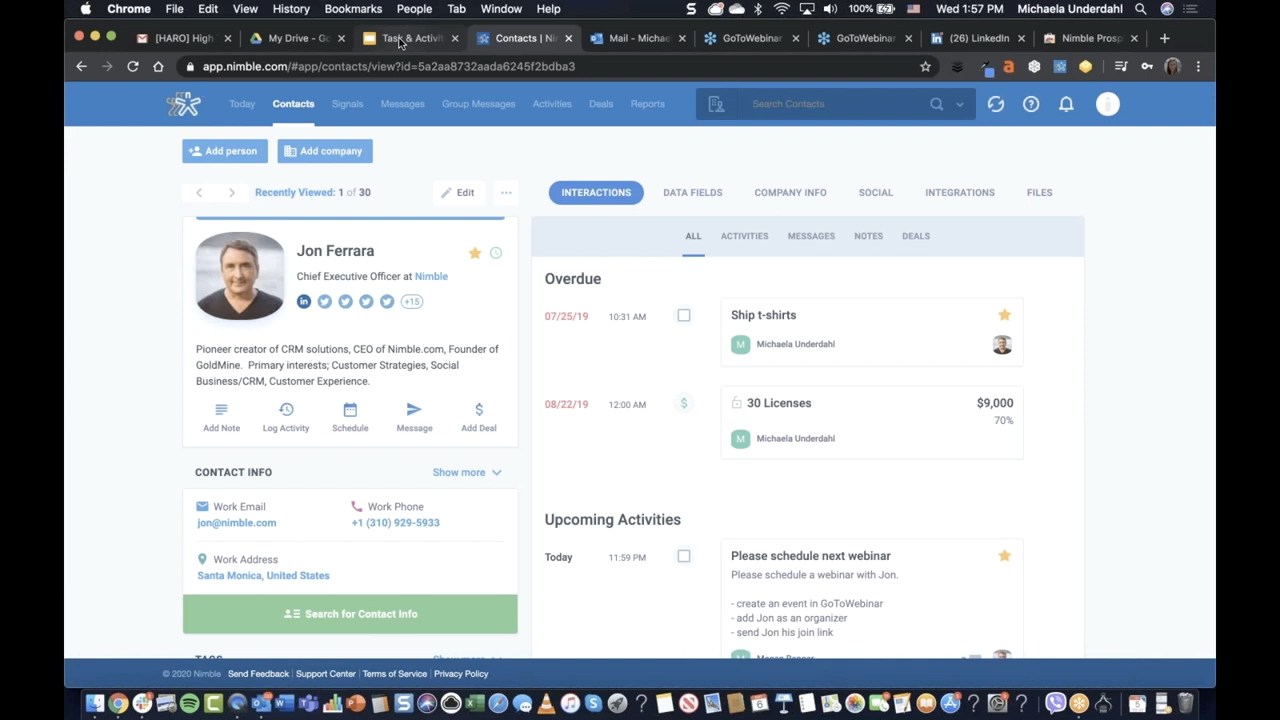 Chrome File Edit View History Bookmarks People Tab Window Help 100% Wed 1:57 PM Michaela Underdahl
[HARO] High My Drive - Go Task & Activit Contacts | Ni Mail - Michae GoToWebinar GoToWebinar (26) LinkedIn Nimble Prosp
app.nimble.com/#app/contacts/view?id=5a2aa8732aada6245f2bdba3
Today Contacts Signals Messages Group Messages Activities Deals Reports Search Contacts
Add person Add company
Recently Viewed: 1 of 30 Edit
INTERACTIONS DATA FIELDS COMPANY INFO SOCIAL INTEGRATIONS FILES
ALL ACTIVITIES MESSAGES NOTES DEALS
Jon Ferrara
Chief Executive Officer at Nimble
+15
Pioneer creator of CRM solutions, CEO of Nimble.com, Founder of
GoldMine. Primary interests; Customer Strategies, Social
Business/CRM, Customer Experience.
Add Note Log Activity Schedule Message Add Deal
CONTACT INFO Show more
Work Email Work Phone
jon@nimble.com +1 (310) 929-5933
Work Address
Santa Monica, United States
Search for Contact Info
TAGS Show more
Overdue
07/25/19 10:31 AM Ship t-shirts
M Michaela Underdahl
08/22/19 12:00 AM $ 30 Licenses $9,000
70%
M Michaela Underdahl
Upcoming Activities
Today 11:59 PM Please schedule next webinar
Please schedule a webinar with Jon.
- create an event in GoToWebinar
- add Jon as an organizer
- send Jon his join link
© 2020 Nimble Send Feedback | Support Center | Terms of Service | Privacy Policy